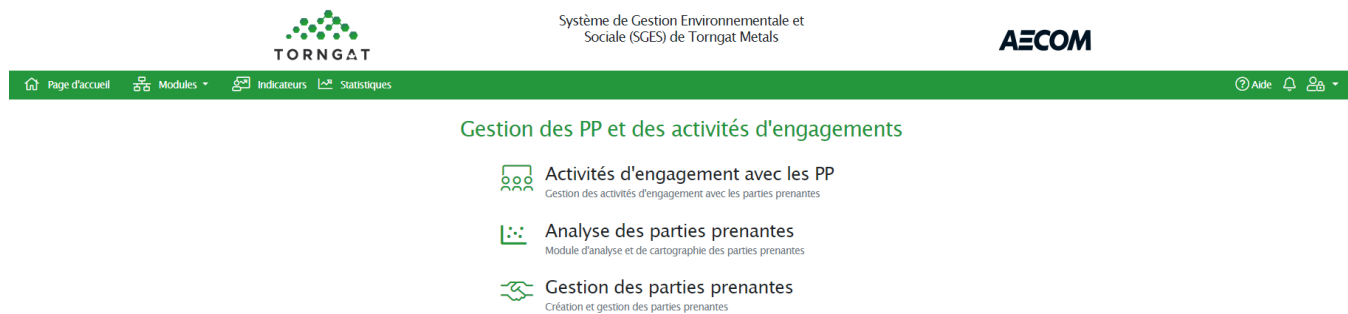 TORNGAT
Système de Gestion Environnementale et
Sociale (SGES) de Torngat Metals
AECOM
Page d'accueil Modules Indicateurs Statistiques Aide
Gestion des PP et des activités d'engagements
Activités d'engagement avec les PP
Gestion des activités d'engagement avec les parties prenantes
Analyse des parties prenantes
Module d'analyse et de cartographie des parties prenantes
Gestion des parties prenantes
Création et gestion des parties prenantes